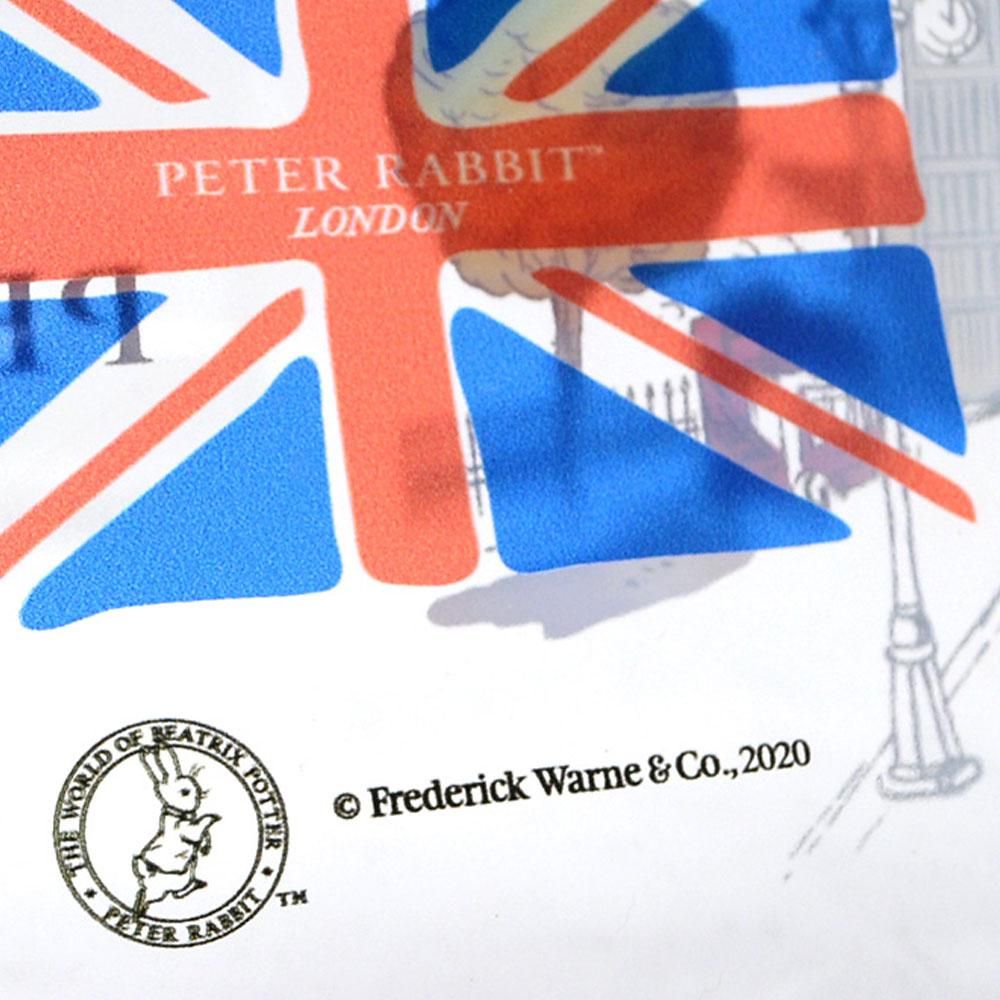 PETER RABBIT™
LONDON
THE WORLD OF BEATRIX POTTER
• PETER RABBIT •
TM
© Frederick Warne & Co., 2020